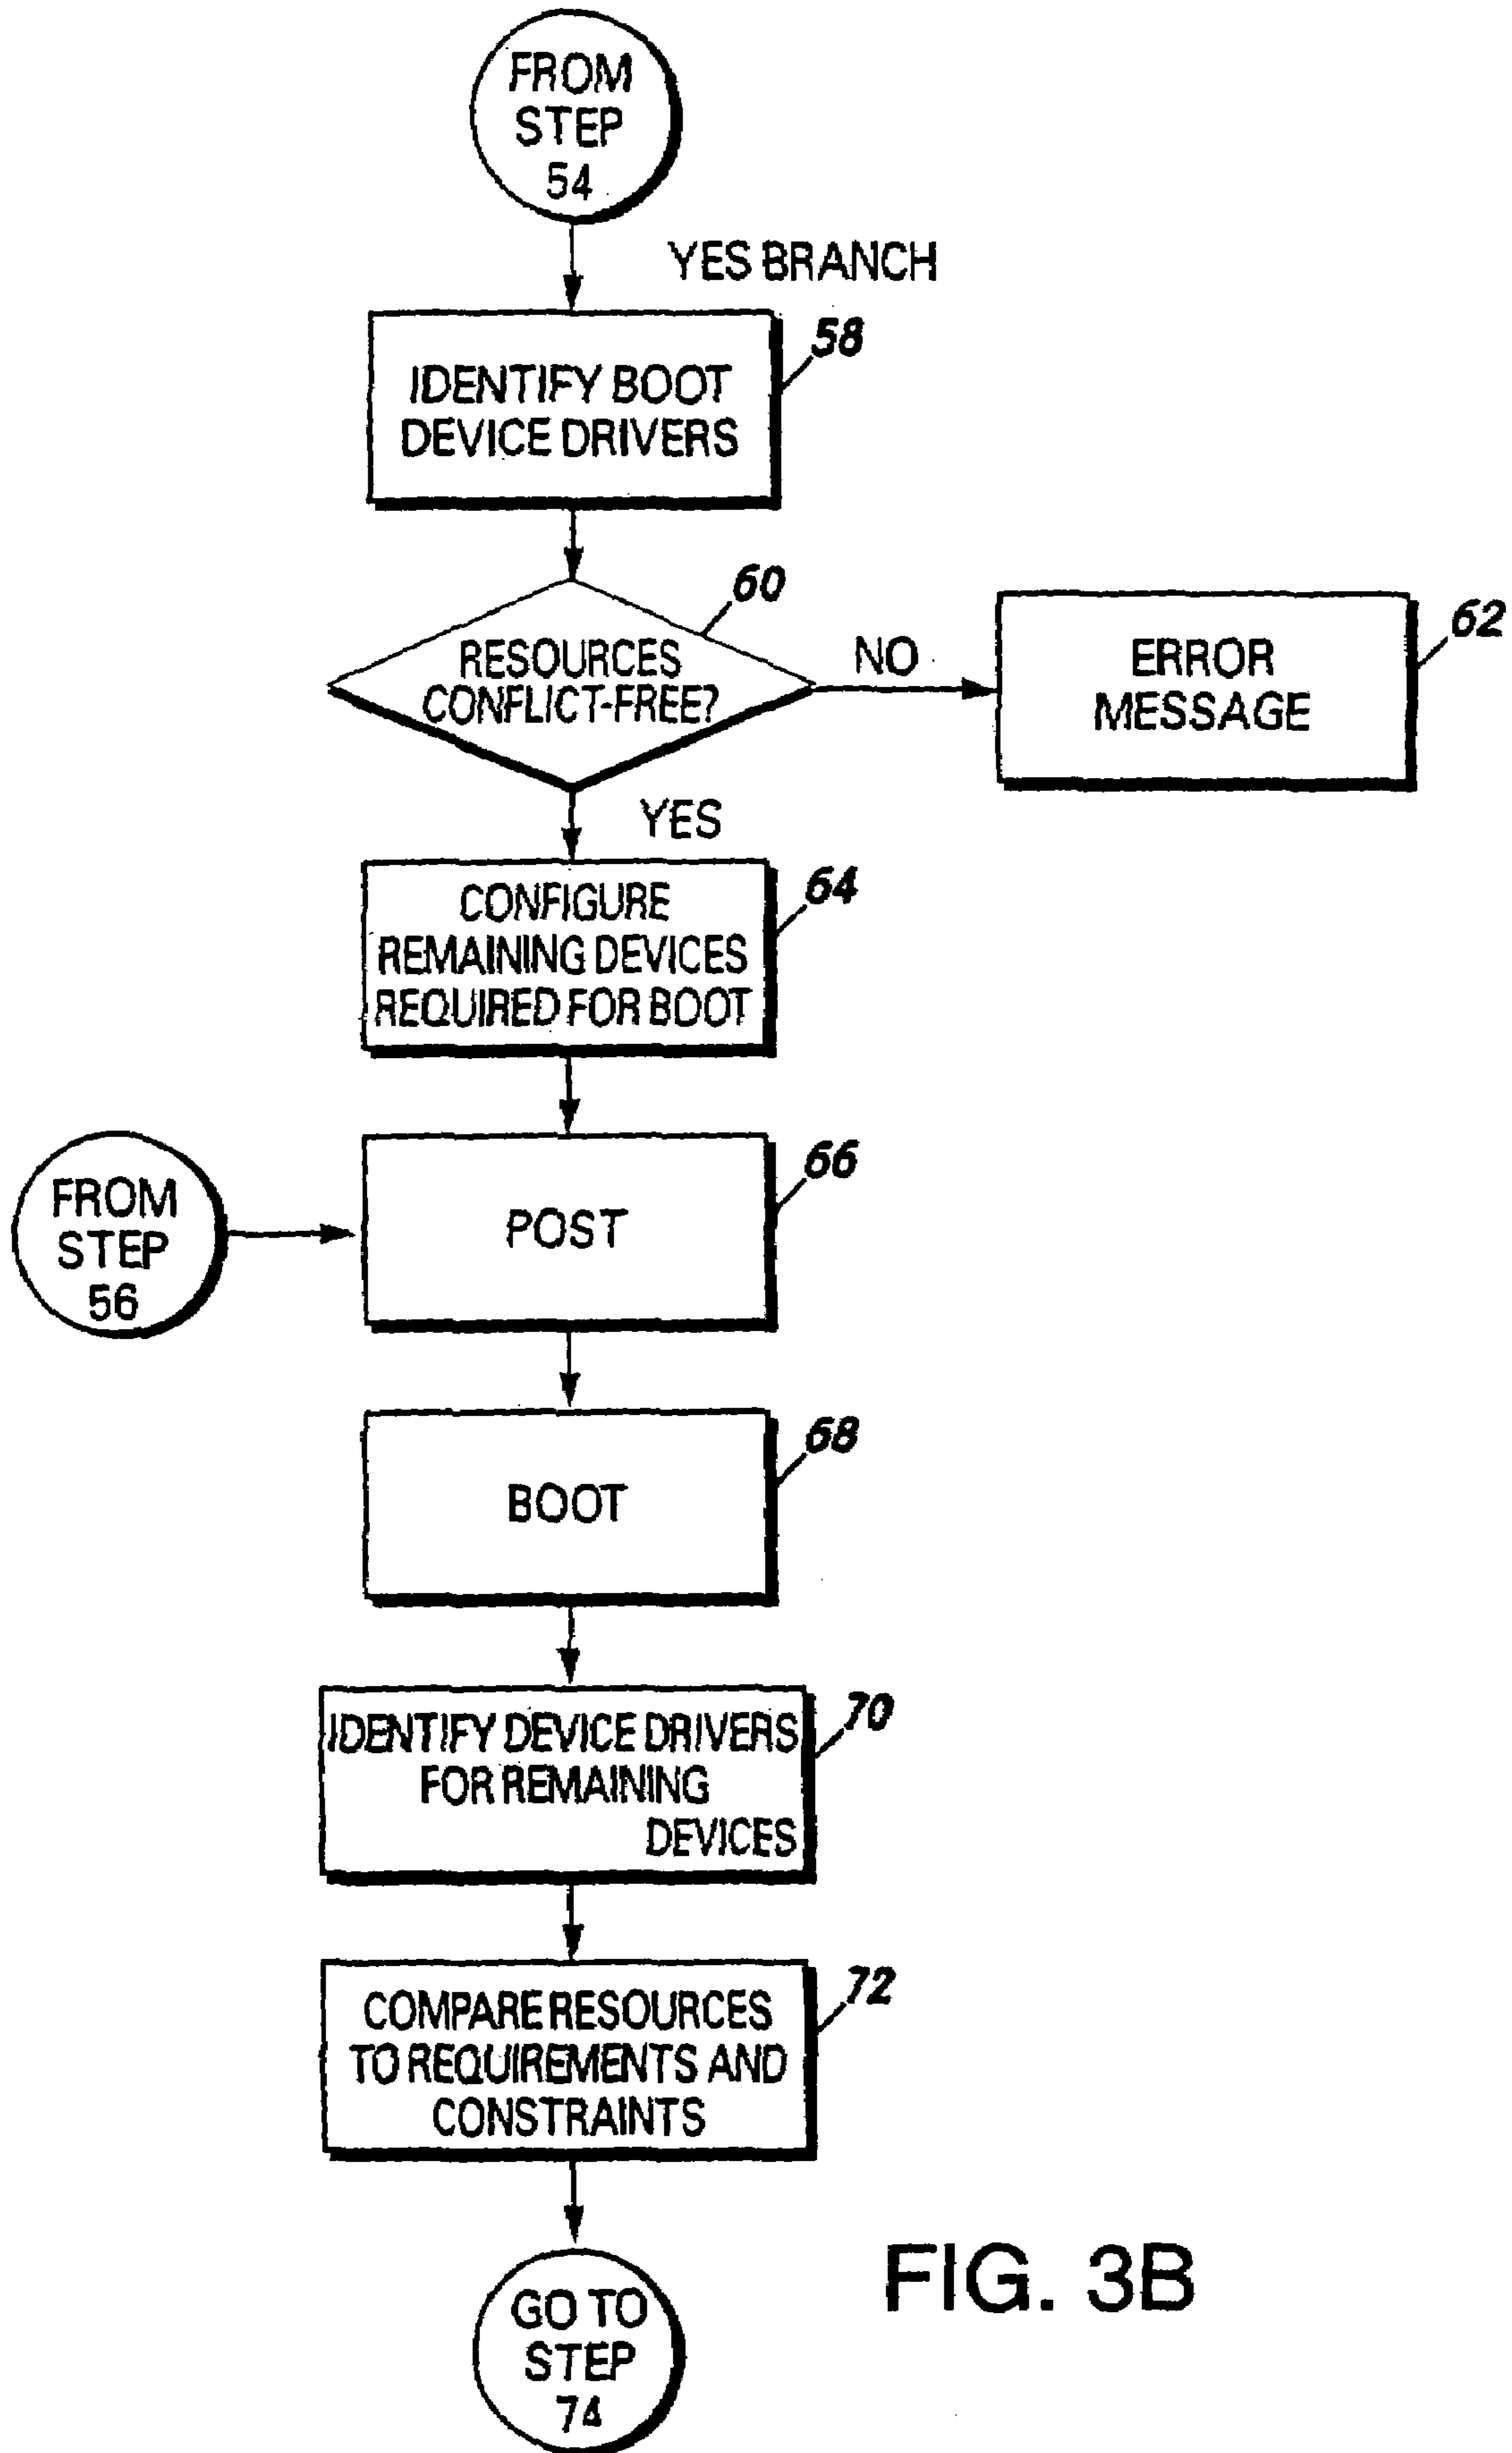 FROM
STEP
54
YES BRANCH
58
IDENTIFY BOOT
DEVICE DRIVERS
60
RESOURCES
CONFLICT-FREE?
NO
62
ERROR
MESSAGE
YES
64
CONFIGURE
REMAINING DEVICES
REQUIRED FOR BOOT
FROM
STEP
56
66
POST
68
BOOT
70
IDENTIFY DEVICE DRIVERS
FOR REMAINING
DEVICES
72
COMPARE RESOURCES
TO REQUIREMENTS AND
CONSTRAINTS
GO TO
STEP
74
FIG. 3B